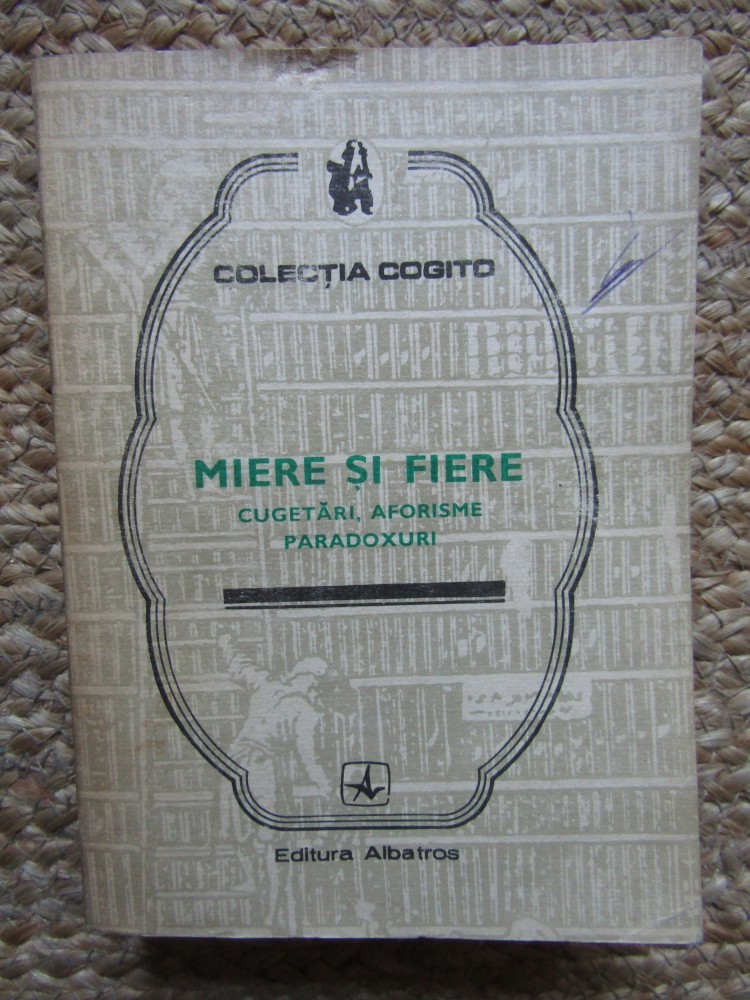 COLECȚIA COGITO
MIERE ȘI FIERE
CUGETĂRI, AFORISME
PARADOXURI
Editura Albatros